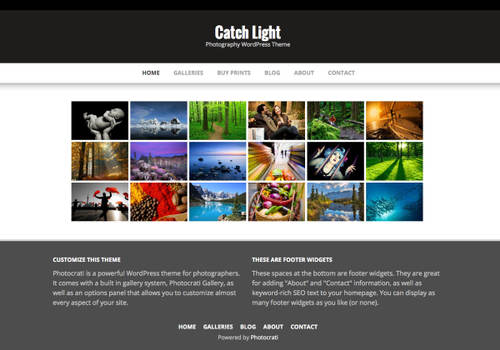 Catch Light
Photography WordPress Theme
HOME GALLERIES BUY PRINTS BLOG ABOUT CONTACT
CUSTOMIZE THIS THEME
Photocrati is a powerful WordPress theme for photographers.
It comes with a built in gallery system, Photocrati Gallery, as
well as an options panel that allows you to customize almost
every aspect of your site.
THESE ARE FOOTER WIDGETS
These spaces at the bottom are footer widgets. They are great
for adding "About" and "Contact" information, as well as
keyword-rich SEO text to your homepage. You can display as
many footer widgets as you like (or none).
HOME GALLERIES BLOG ABOUT CONTACT
Powered by Photocrati